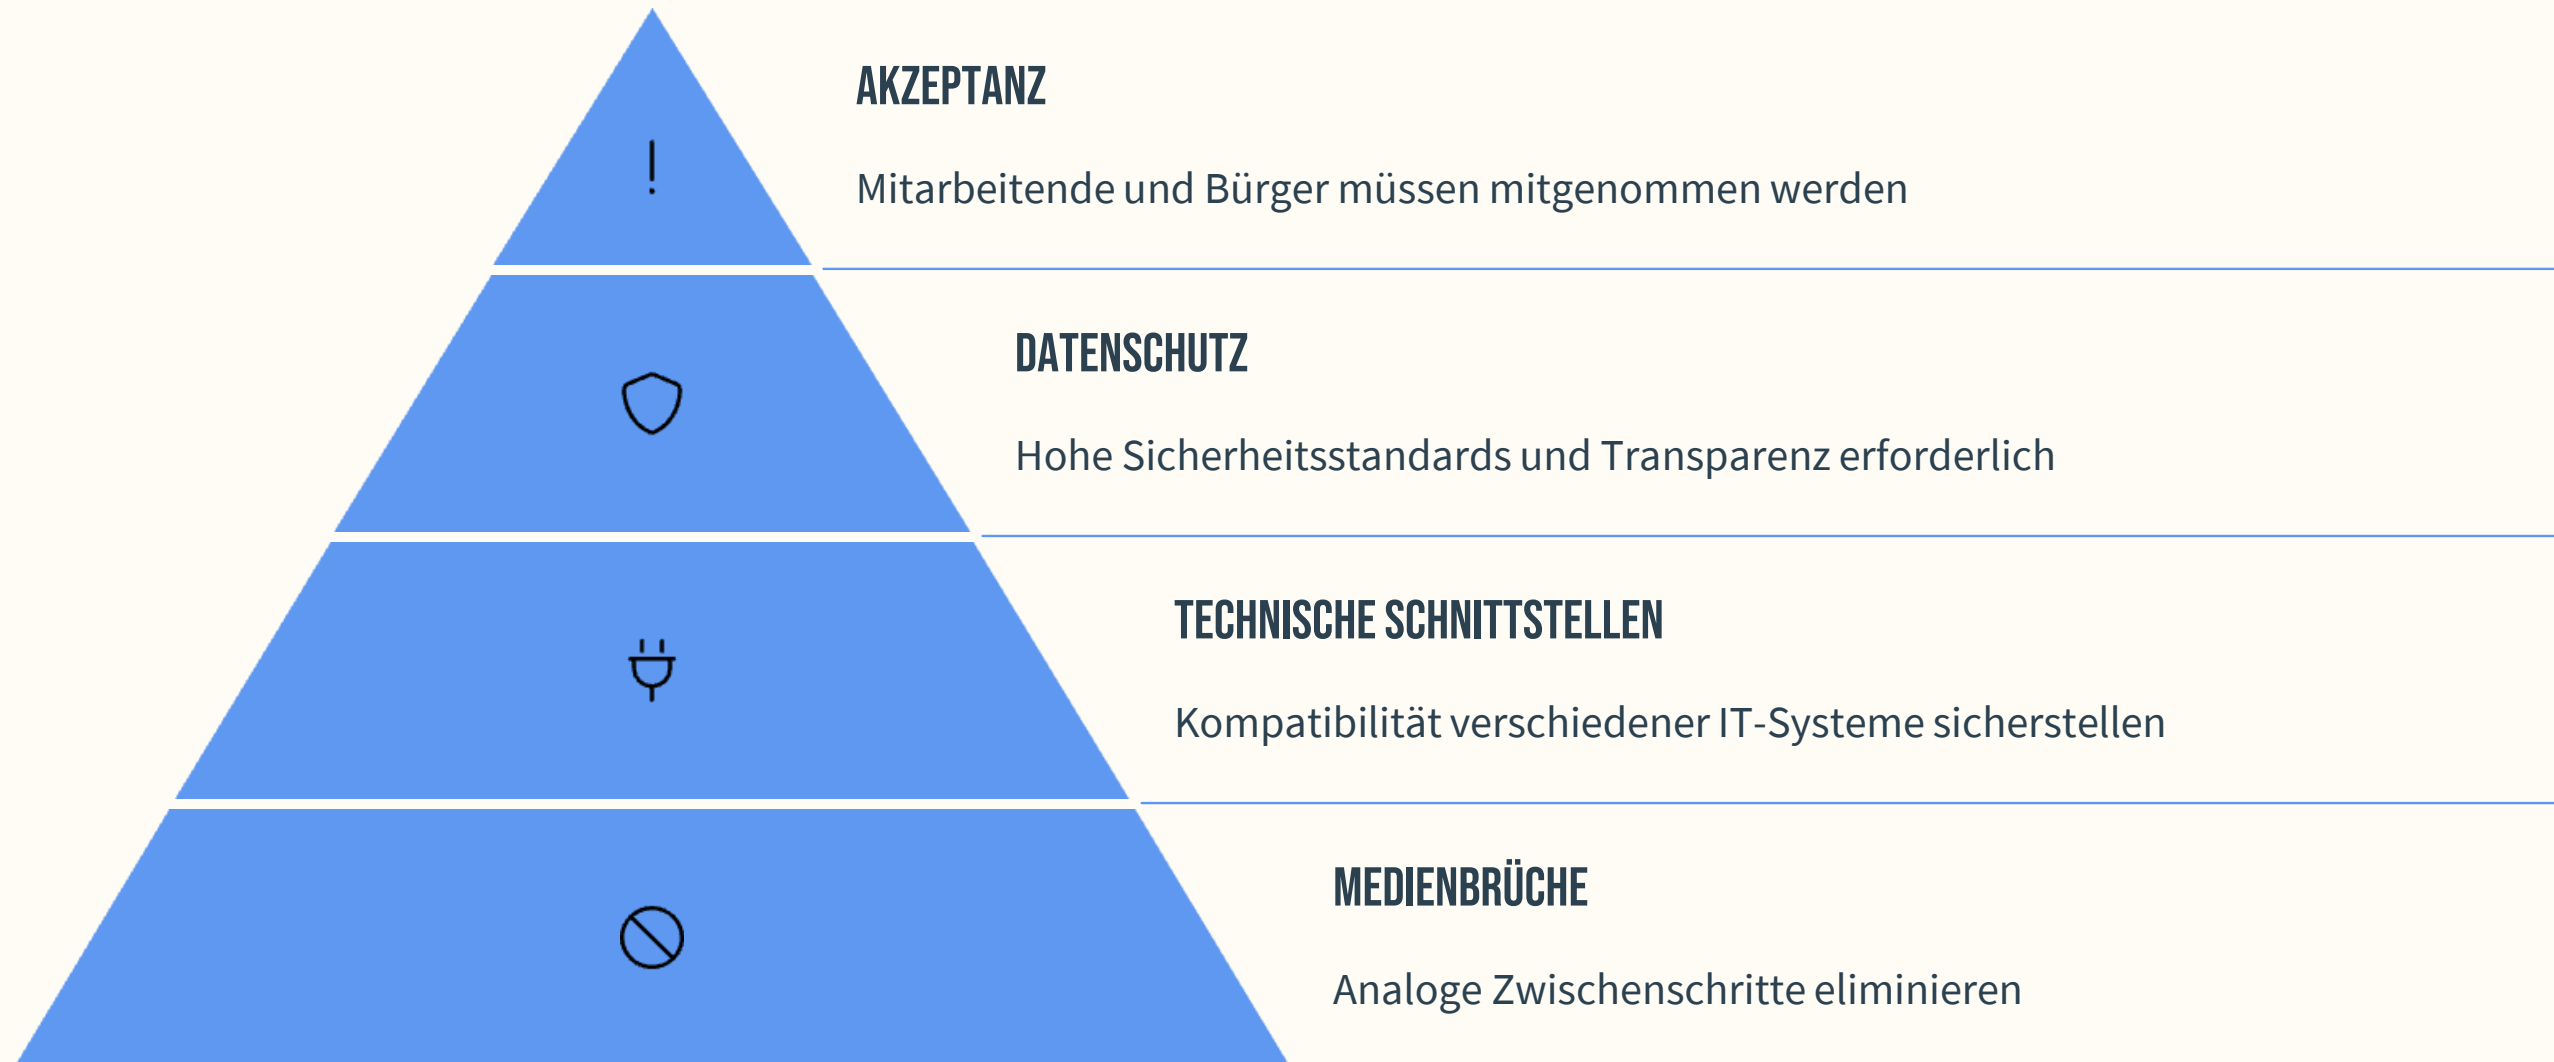 AKZEPTANZ
Mitarbeitende und Bürger müssen mitgenommen werden
DATENSCHUTZ
Hohe Sicherheitsstandards und Transparenz erforderlich
TECHNISCHE SCHNITTSTELLEN
Kompatibilität verschiedener IT-Systeme sicherstellen
MEDIENBRÜCHE
Analoge Zwischenschritte eliminieren